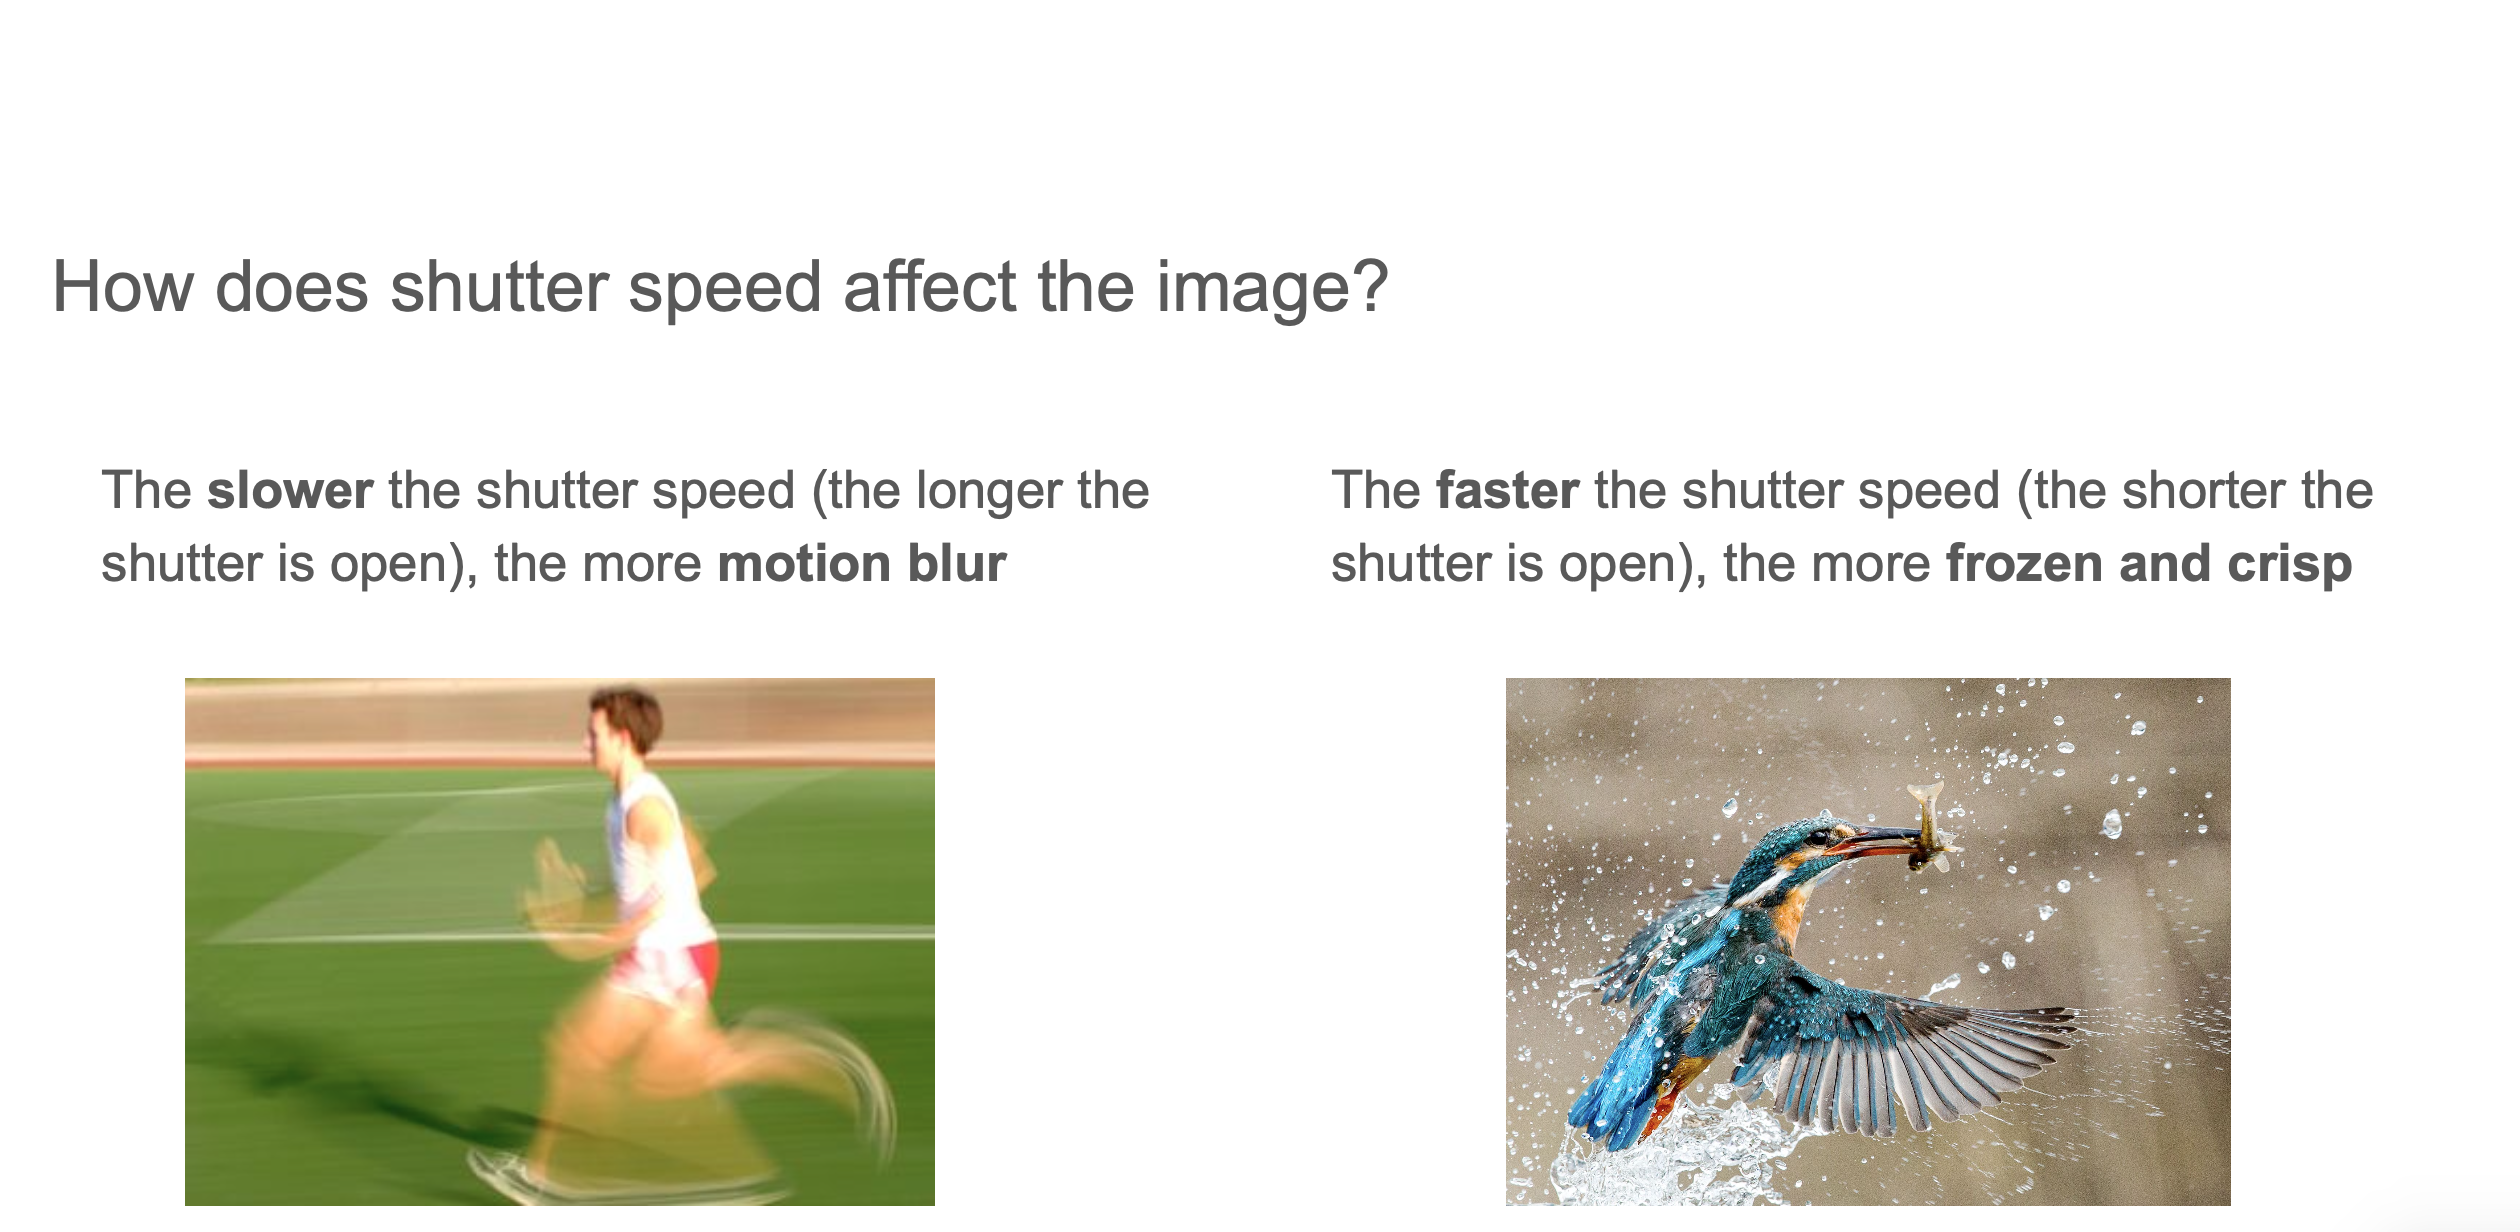 How does shutter speed affect the image?
The slower the shutter speed (the longer the
shutter is open), the more motion blur
The faster the shutter speed (the shorter the
shutter is open), the more frozen and crisp